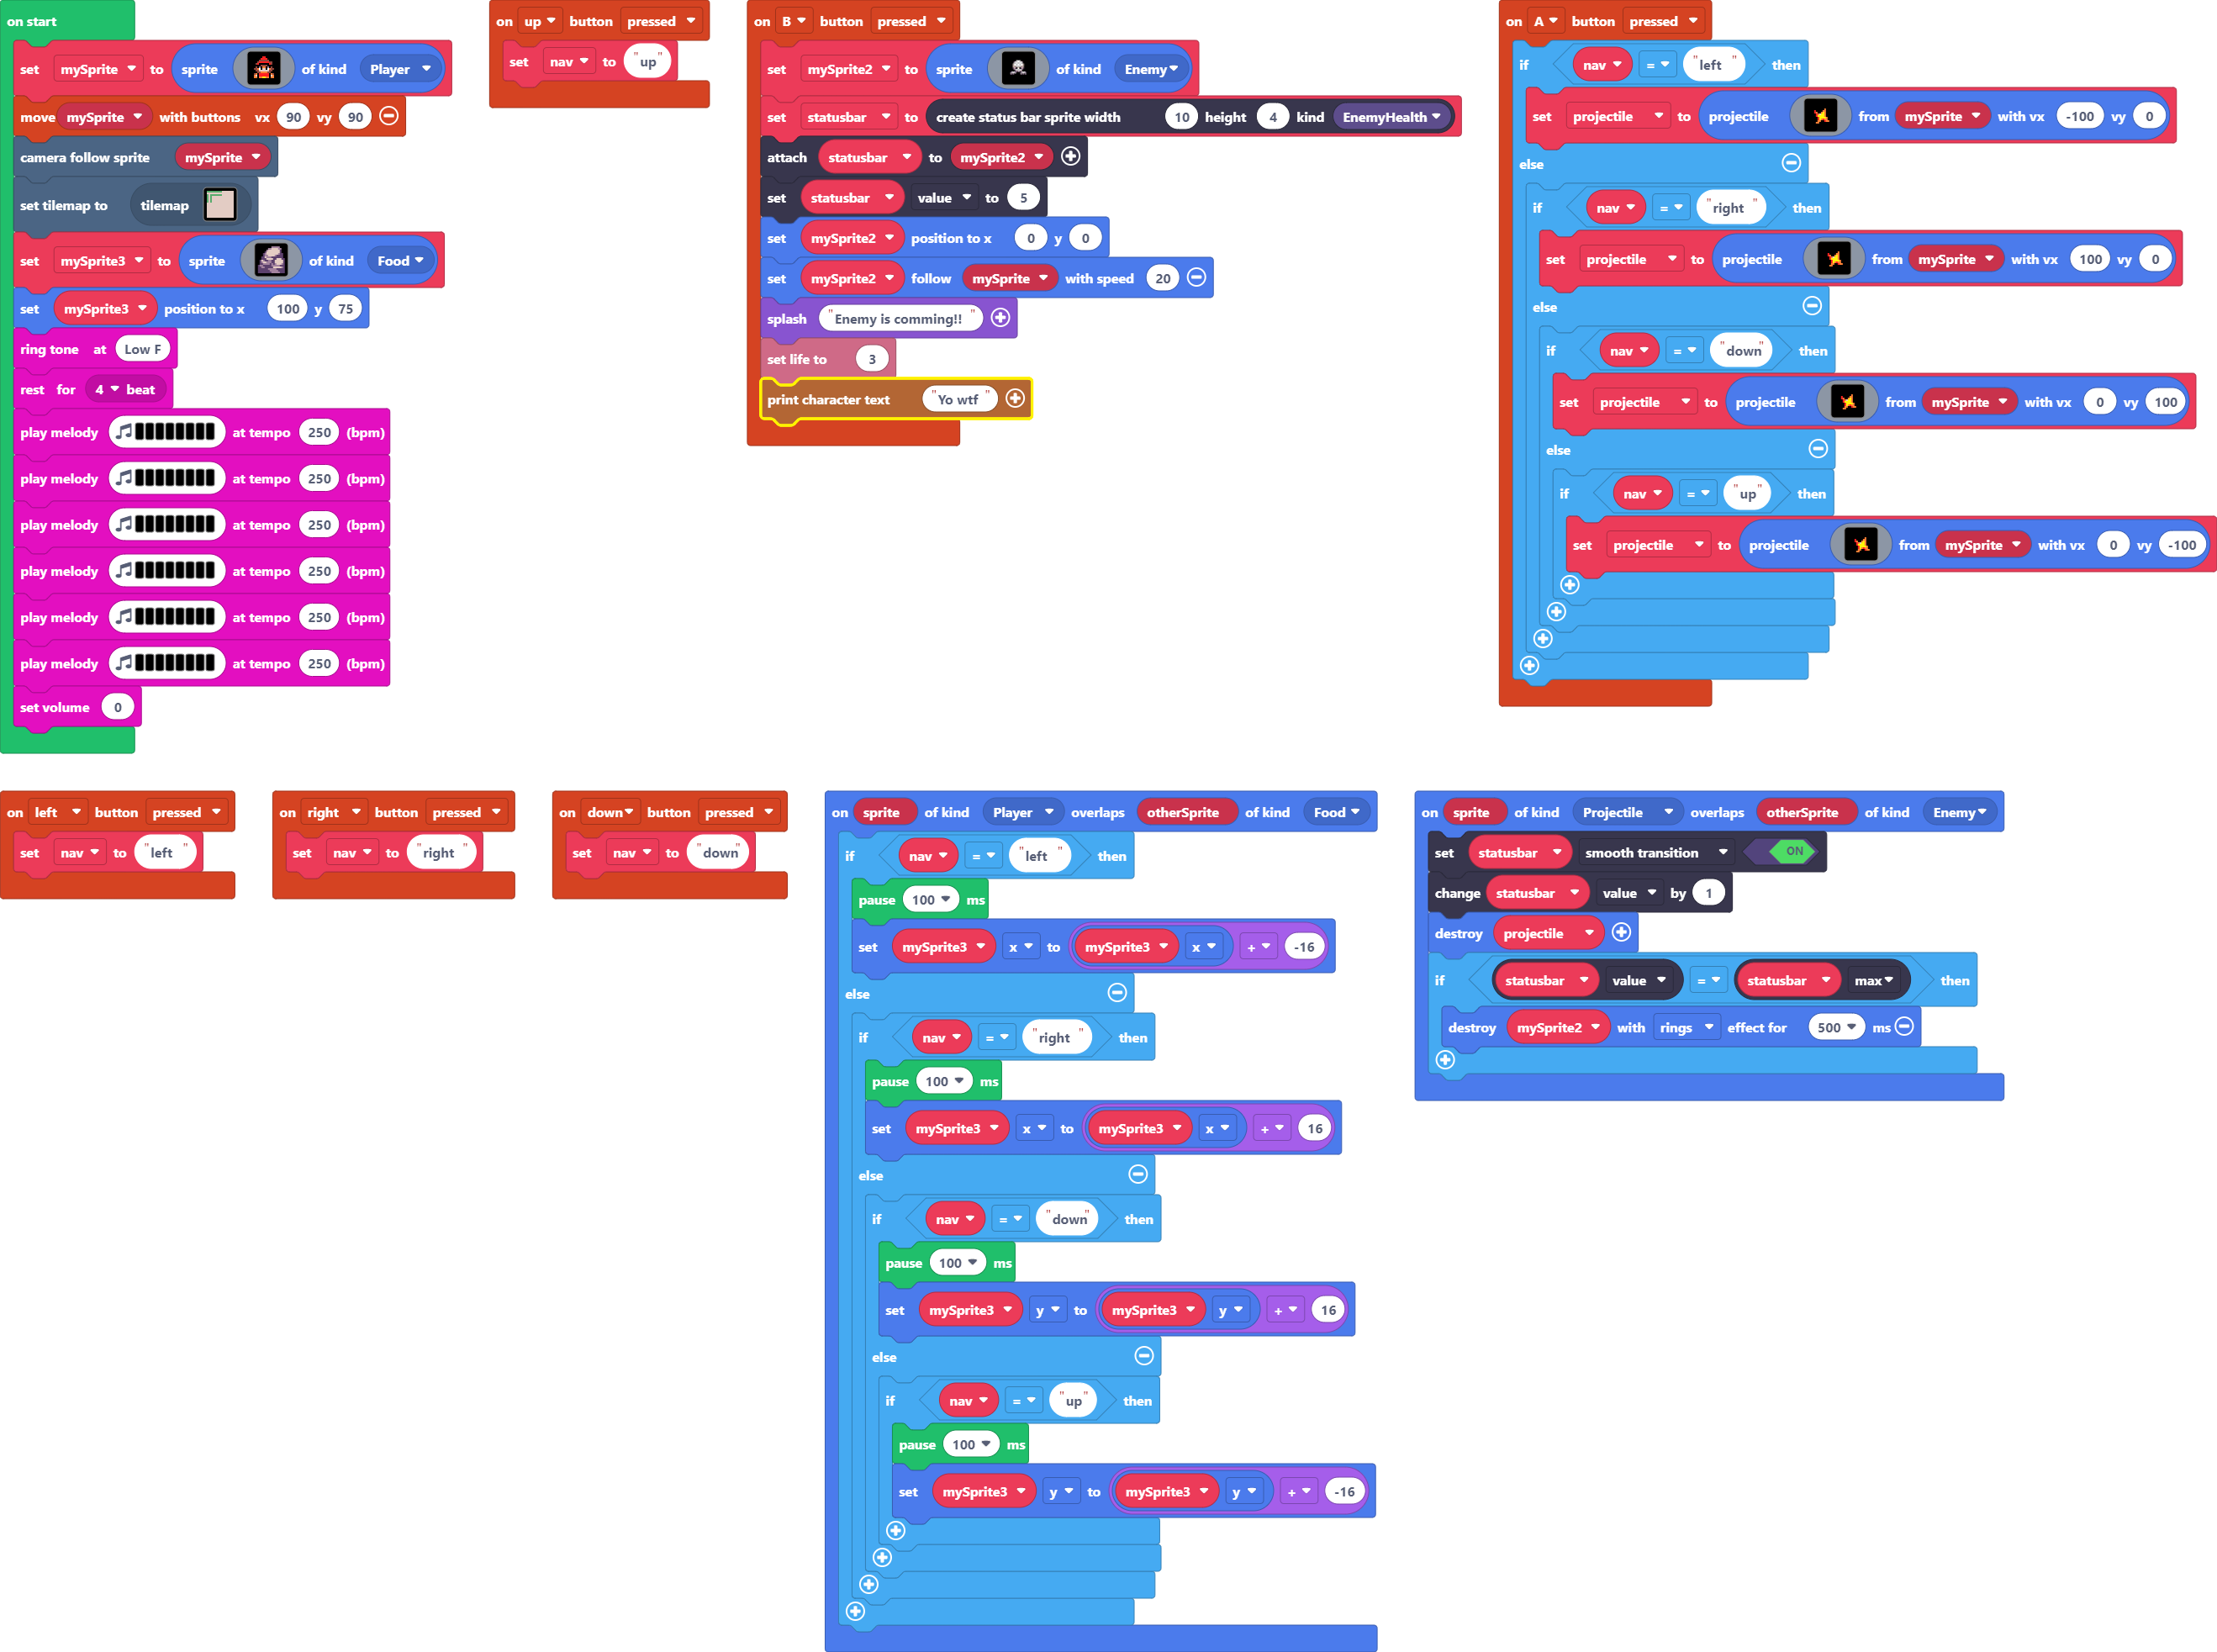 on start
set mySprite to sprite of kind Player
move mySprite with buttons vx 90 vy 90
camera follow sprite mySprite
set tilemap to tilemap
set mySprite3 to sprite of kind Food
set mySprite3 position to x 100 y 75
ring tone at Low F
rest for 4 beat
play melody at tempo 250 (bpm)
play melody at tempo 250 (bpm)
play melody at tempo 250 (bpm)
play melody at tempo 250 (bpm)
play melody at tempo 250 (bpm)
play melody at tempo 250 (bpm)
set volume 0
on up button pressed
set nav to "up"
on B button pressed
set mySprite2 to sprite of kind Enemy
set statusbar to create status bar sprite width 10 height 4 kind EnemyHealth
attach statusbar to mySprite2
set statusbar value to 5
set mySprite2 position to x 0 y 0
set mySprite2 follow mySprite with speed 20
splash "Enemy is comming!! "
set life to 3
print character text "Yo wtf "
on A button pressed
if nav = "left " then
set projectile to projectile from mySprite with vx -100 vy 0
else
if nav = "right " then
set projectile to projectile from mySprite with vx 100 vy 0
else
if nav = "down" then
set projectile to projectile from mySprite with vx 0 vy 100
else
if nav = "up" then
set projectile to projectile from mySprite with vx 0 vy -100
on left button pressed
set nav to "left "
on right button pressed
set nav to "right "
on down button pressed
set nav to "down"
on sprite of kind Player overlaps otherSprite of kind Food
if nav = "left " then
pause 100 ms
set mySprite3 x to mySprite3 x + -16
else
if nav = "right " then
pause 100 ms
set mySprite3 x to mySprite3 x + 16
else
if nav = "down" then
pause 100 ms
set mySprite3 y to mySprite3 y + 16
else
if nav = "up" then
pause 100 ms
set mySprite3 y to mySprite3 y + -16
on sprite of kind Projectile overlaps otherSprite of kind Enemy
set statusbar smooth transition ON
change statusbar value by 1
destroy projectile
if statusbar value = statusbar max then
destroy mySprite2 with rings effect for 500 ms